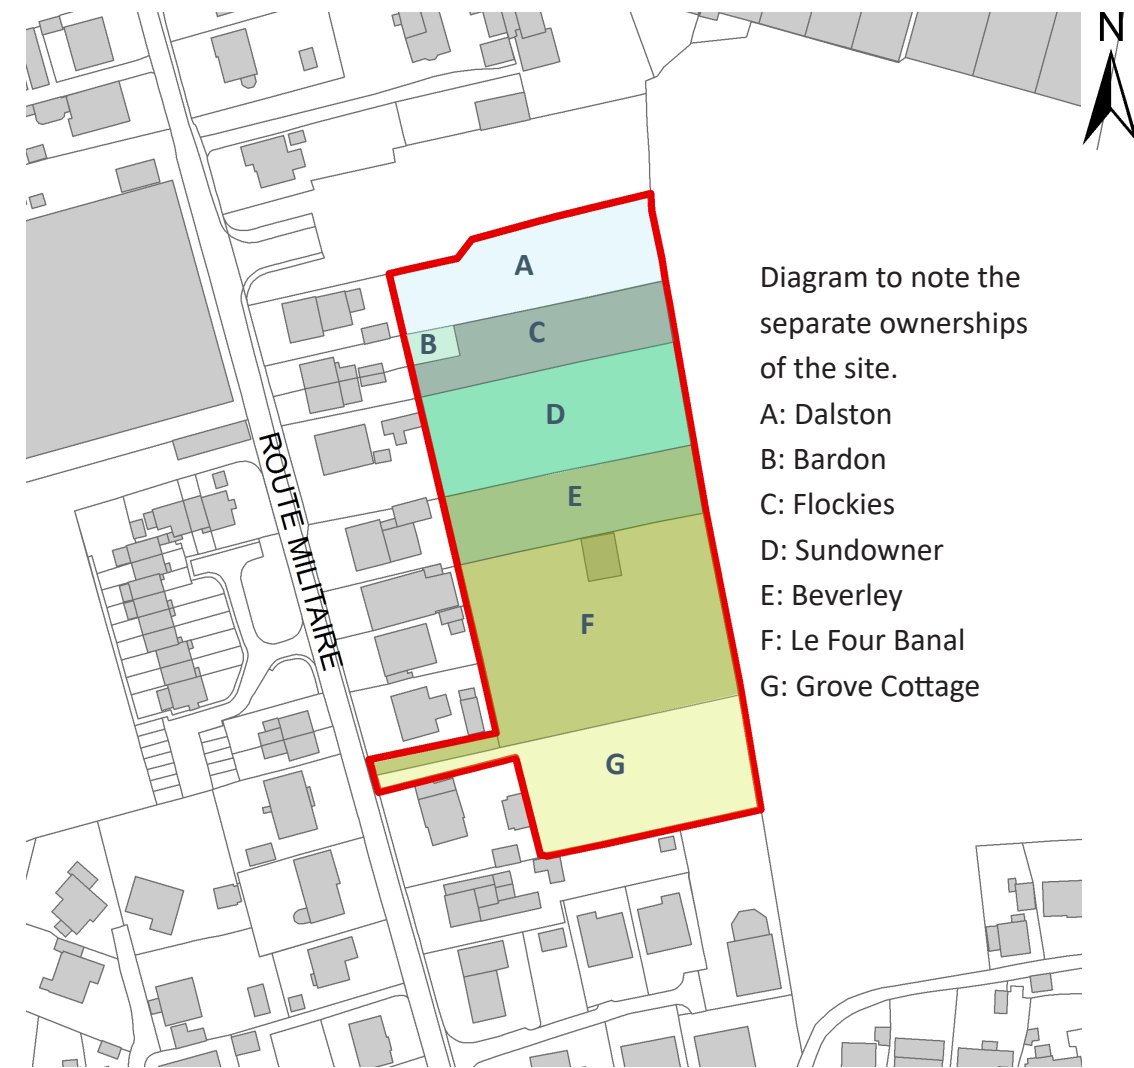 N
A
B
C
D
E
F
G
ROUTE MILITAIRE
Diagram to note the
separate ownerships
of the site.
A: Dalston
B: Bardon
C: Flockies
D: Sundowner
E: Beverley
F: Le Four Banal
G: Grove Cottage